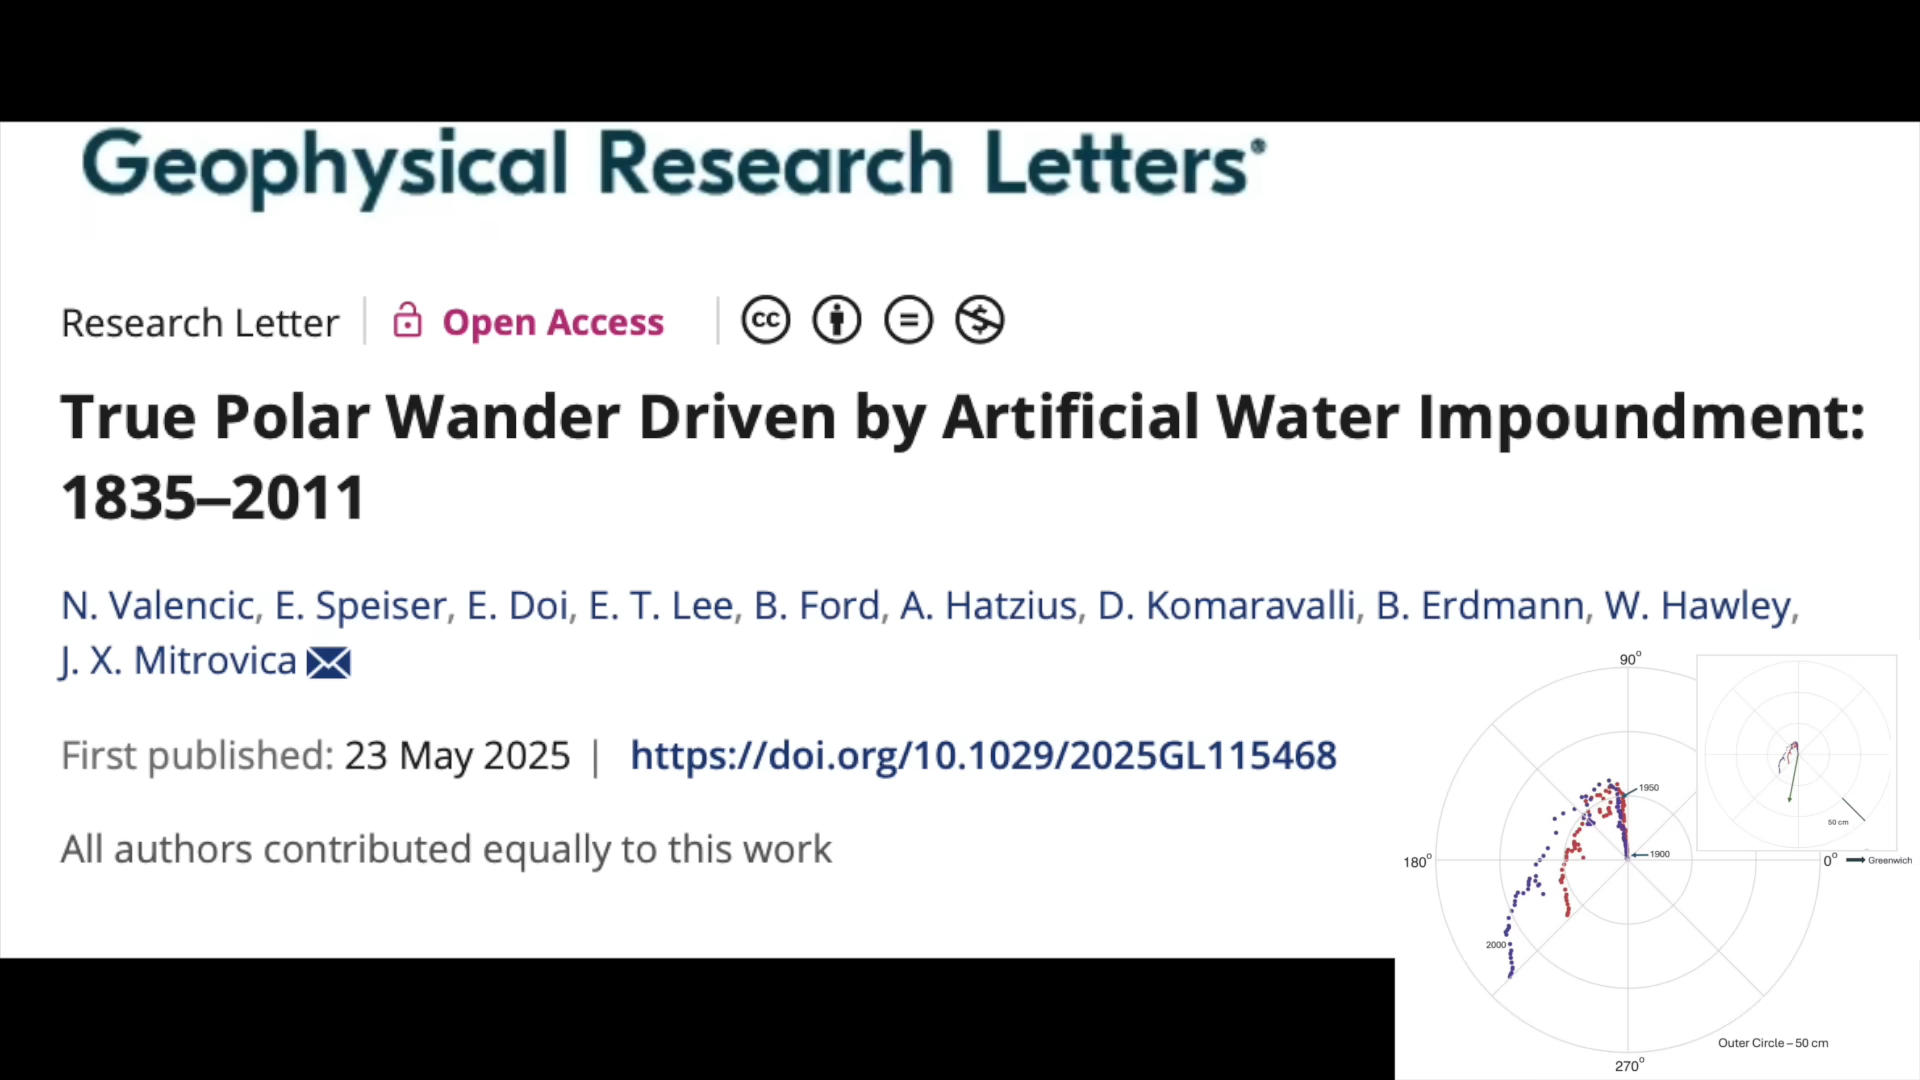 Geophysical Research Letters®
Research Letter | Open Access | cc
True Polar Wander Driven by Artificial Water Impoundment:
1835–2011
N. Valencic, E. Speiser, E. Doi, E. T. Lee, B. Ford, A. Hatzius, D. Komaravalli, B. Erdmann, W. Hawley,
J. X. Mitrovica
First published: 23 May 2025 | https://doi.org/10.1029/2025GL115468
All authors contributed equally to this work
90°
1950
50 cm
1900
180°
0° Greenwich
2000
Outer Circle – 50 cm
270°